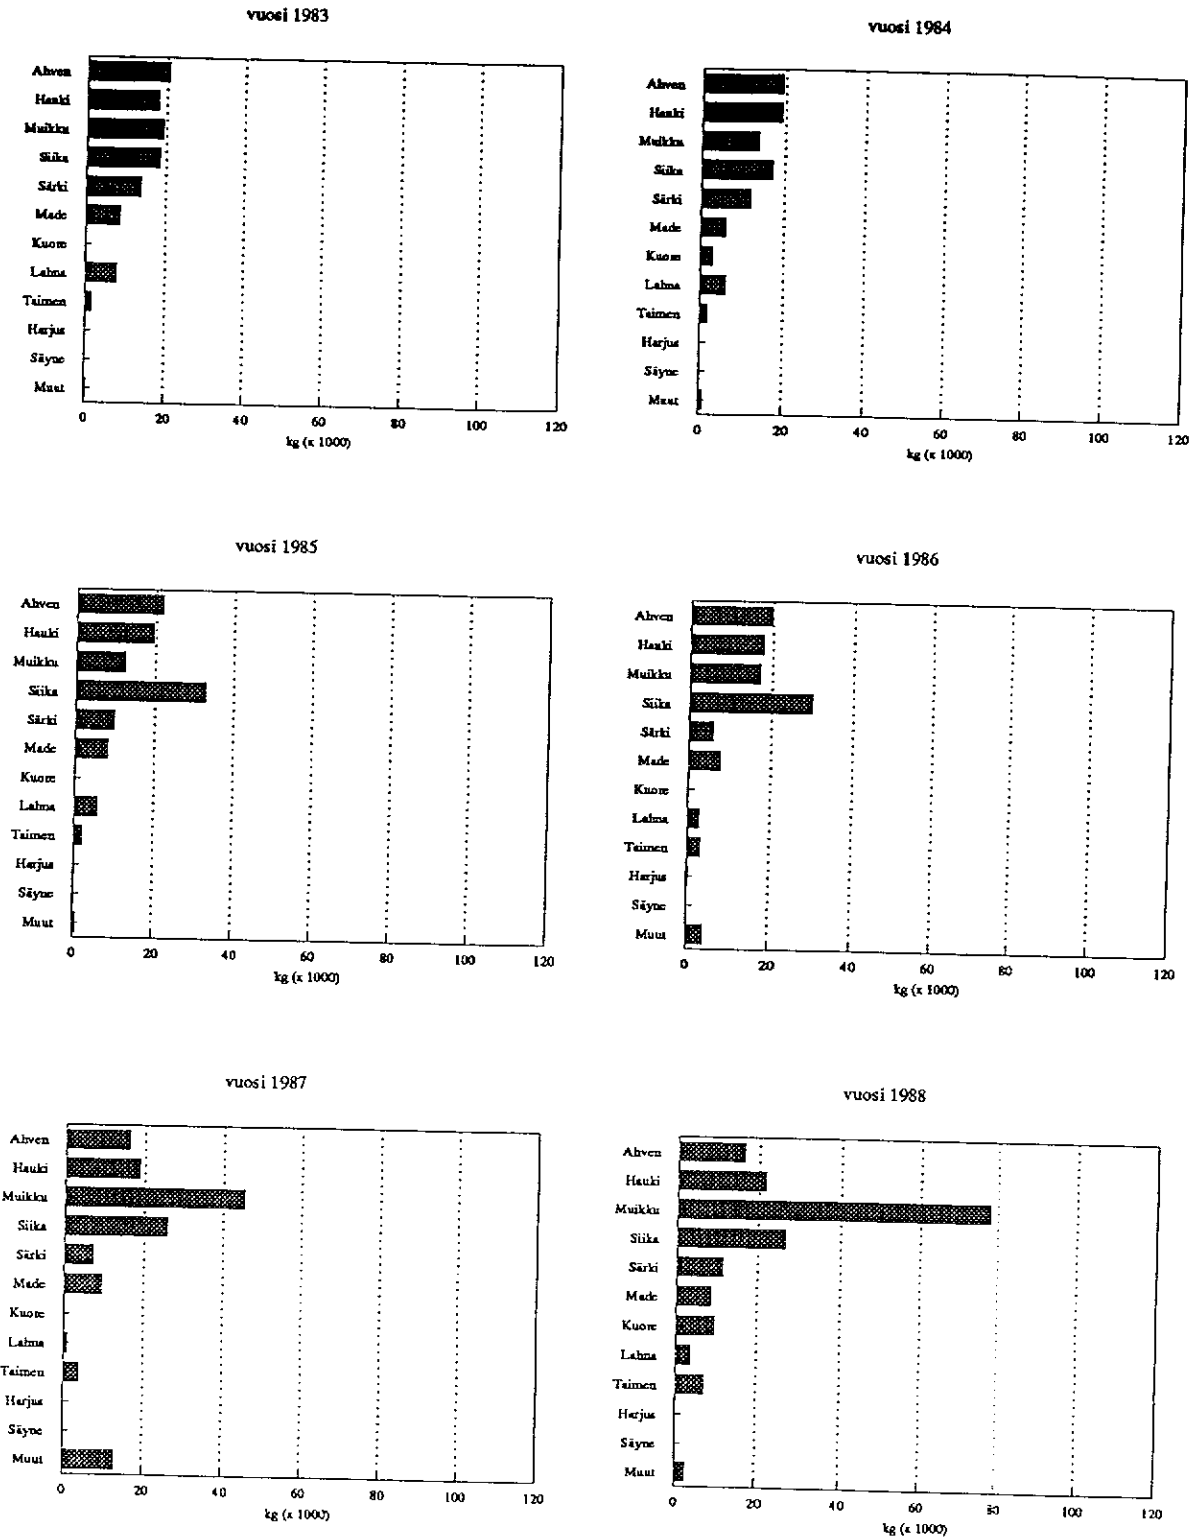 vuosi 1983
Ahven
Hauki
Muikku
Siika
Särki
Made
Kuore
Lahna
Taimen
Harjus
Säyne
Muut
0 20 40 60 80 100 120
kg (x 1000)
vuosi 1984
Ahven
Hauki
Muikku
Siika
Särki
Made
Kuore
Lahna
Taimen
Harjus
Säyne
Muut
0 20 40 60 80 100 120
kg (x 1000)
vuosi 1985
Ahven
Hauki
Muikku
Siika
Särki
Made
Kuore
Lahna
Taimen
Harjus
Säyne
Muut
0 20 40 60 80 100 120
kg (x 1000)
vuosi 1986
Ahven
Hauki
Muikku
Siika
Särki
Made
Kuore
Lahna
Taimen
Harjus
Säyne
Muut
0 20 40 60 80 100 120
kg (x 1000)
vuosi 1987
Ahven
Hauki
Muikku
Siika
Särki
Made
Kuore
Lahna
Taimen
Harjus
Säyne
Muut
0 20 40 60 80 100 120
kg (x 1000)
vuosi 1988
Ahven
Hauki
Muikku
Siika
Särki
Made
Kuore
Lahna
Taimen
Harjus
Säyne
Muut
0 20 40 60 80 100 120
kg (x 1000)